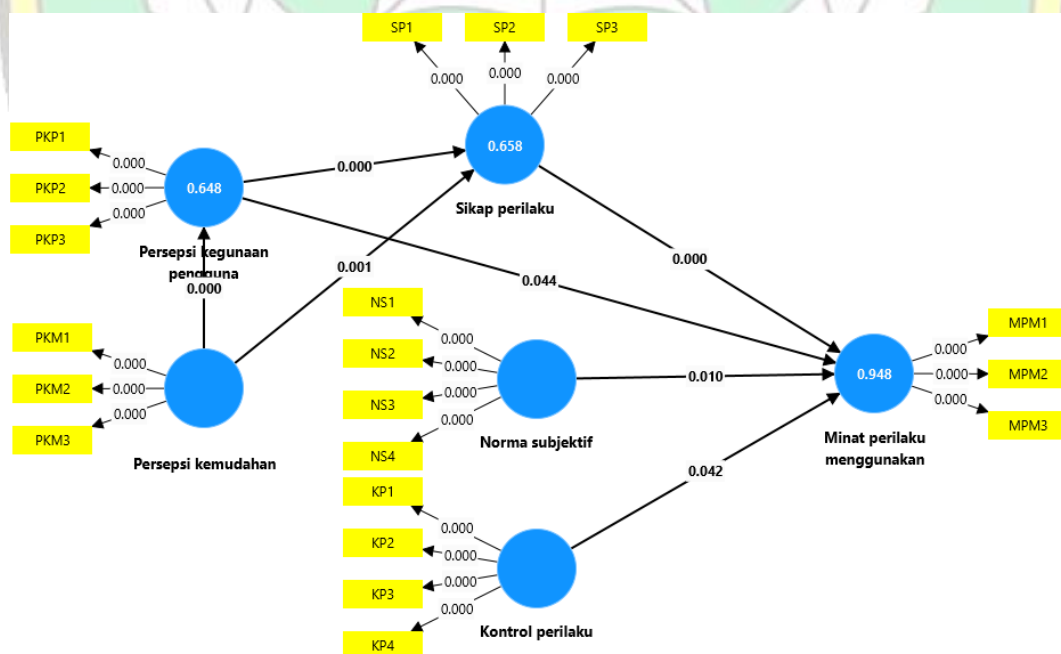 SP1
SP2
SP3
0.000
0.000
0.000
PKP1
PKP2
PKP3
0.000
0.000
0.000
0.648
Persepsi kegunaan
pengguna
0.000
0.658
Sikap perilaku
0.000
0.001
0.044
0.000
PKM1
PKM2
PKM3
0.000
0.000
0.000
Persepsi kemudahan
NS1
NS2
NS3
NS4
0.000
0.000
0.000
0.000
Norma subjektif
0.010
KP1
KP2
KP3
KP4
0.000
0.000
0.000
0.000
Kontrol perilaku
0.042
0.948
Minat perilaku
menggunakan
0.000
0.000
0.000
MPM1
MPM2
MPM3